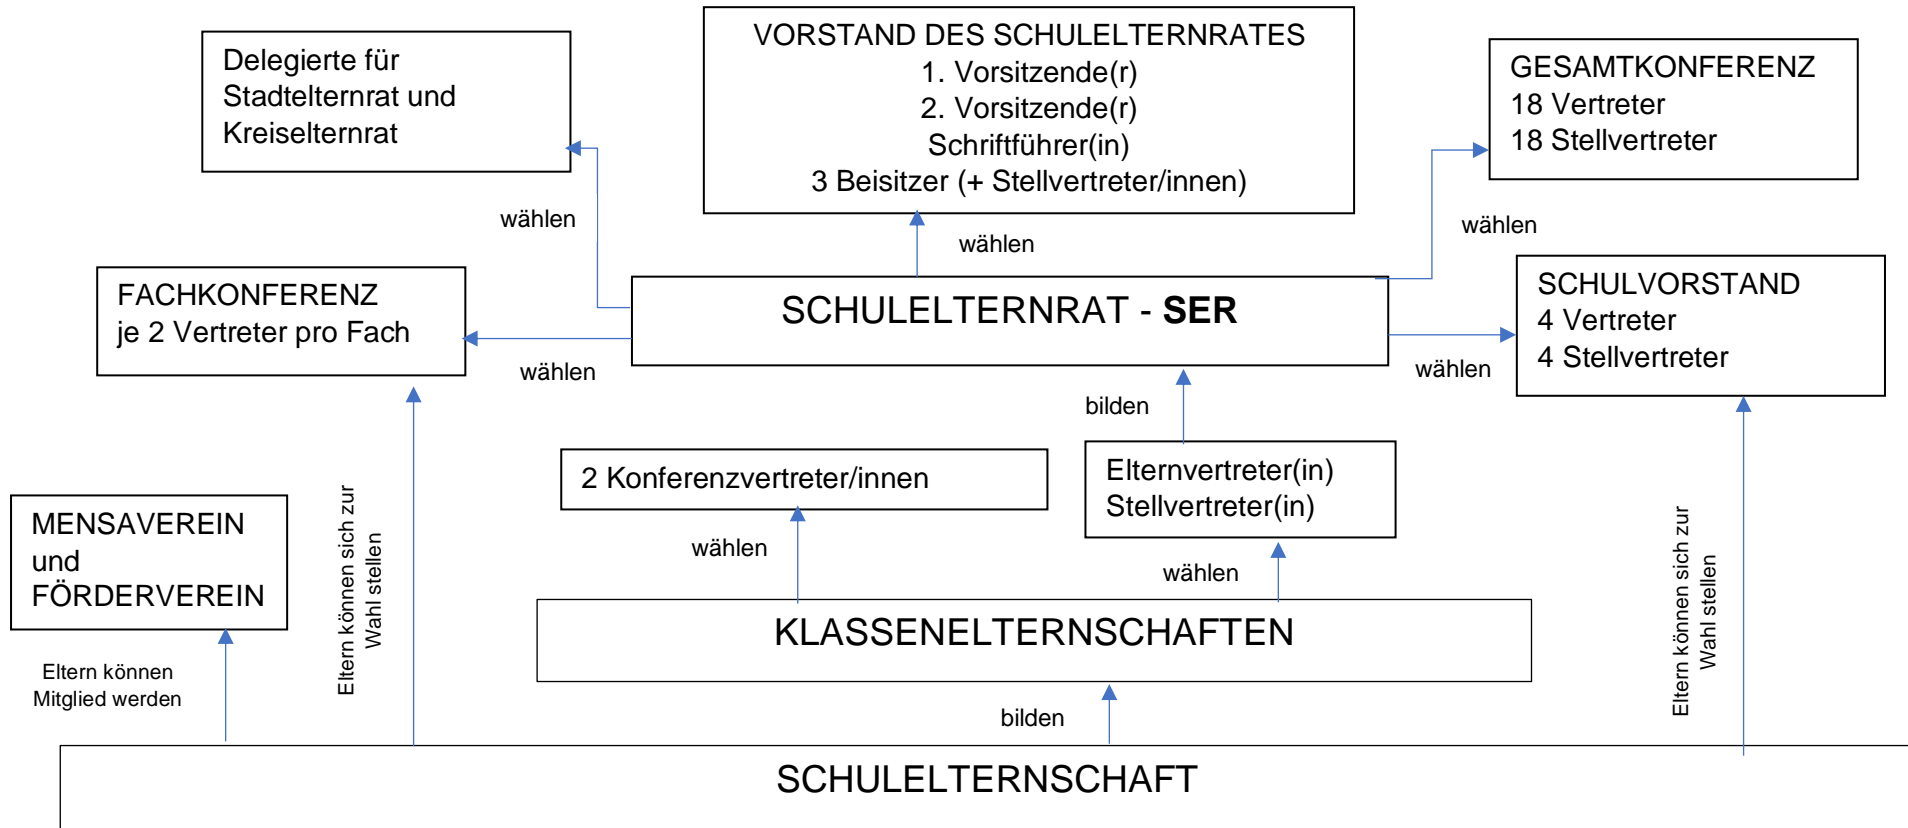 VORSTAND DES SCHULELTERNRATES
1. Vorsitzende(r)
2. Vorsitzende(r)
Schriftführer(in)
3 Beisitzer (+ Stellvertreter/innen)
Delegierte für
Stadtelternrat und
Kreiselternrat
GESAMTKONFERENZ
18 Vertreter
18 Stellvertreter
wählen
wählen
wählen
FACHKONFERENZ
je 2 Vertreter pro Fach
SCHULELTERNRAT - SER
SCHULVORSTAND
4 Vertreter
4 Stellvertreter
wählen
wählen
bilden
2 Konferenzvertreter/innen
Elternvertreter(in)
Stellvertreter(in)
MENSAVEREIN
und
FÖRDERVEREIN
Eltern können sich zur
Wahl stellen
wählen
wählen
Eltern können sich zur
Wahl stellen
KLASSENELTERNSCHAFTEN
Eltern können
Mitglied werden
bilden
SCHULELTERNSCHAFT